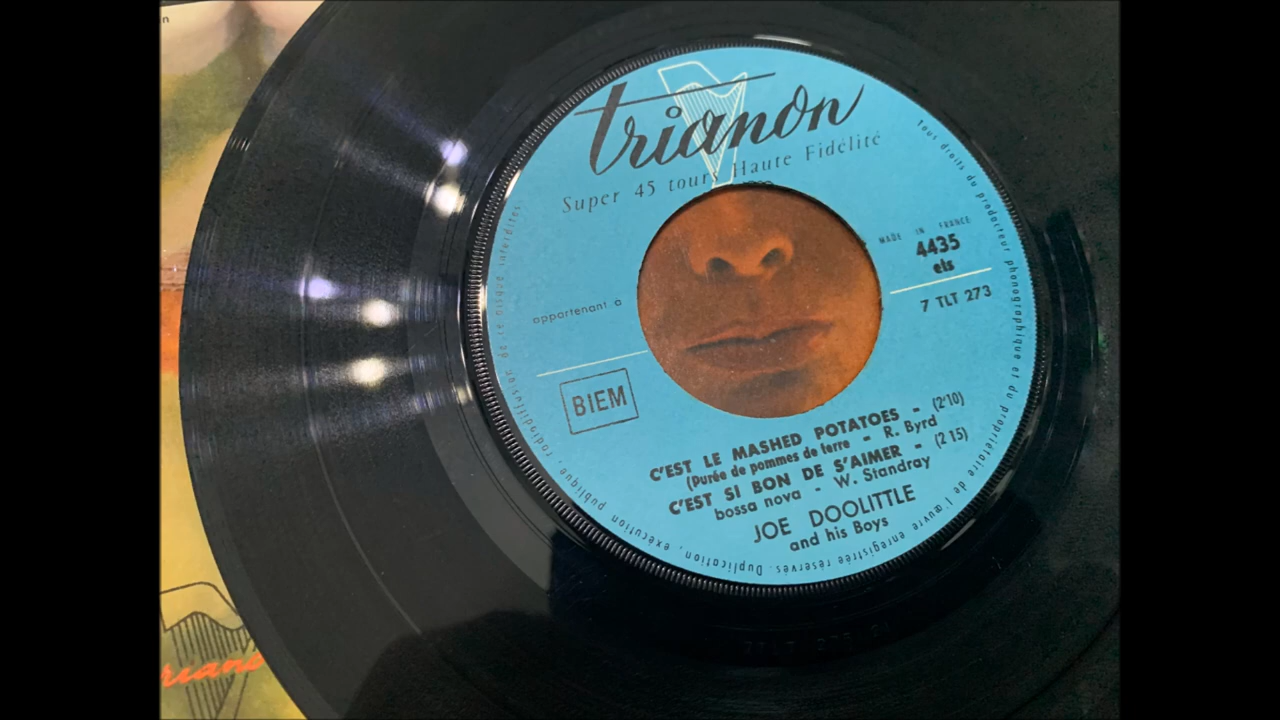 trianon
Super 45 tours Haute Fidélité
MADE IN FRANCE
4435
els
7 TLT 273
appartenant à
BIEM
C'EST LE MASHED POTATOES - (2'10)
(Purée de pommes de terre - R. Byrd
C'EST SI BON DE S'AIMER - (2 15)
bossa nova - W. Standray
JOE DOOLITTLE
and his Boys
Tous droits du producteur phonographique et du propriétaire de l'œuvre enregistrée réservés. Duplication, exécution publique, radiodiffusion de ce disque interdites